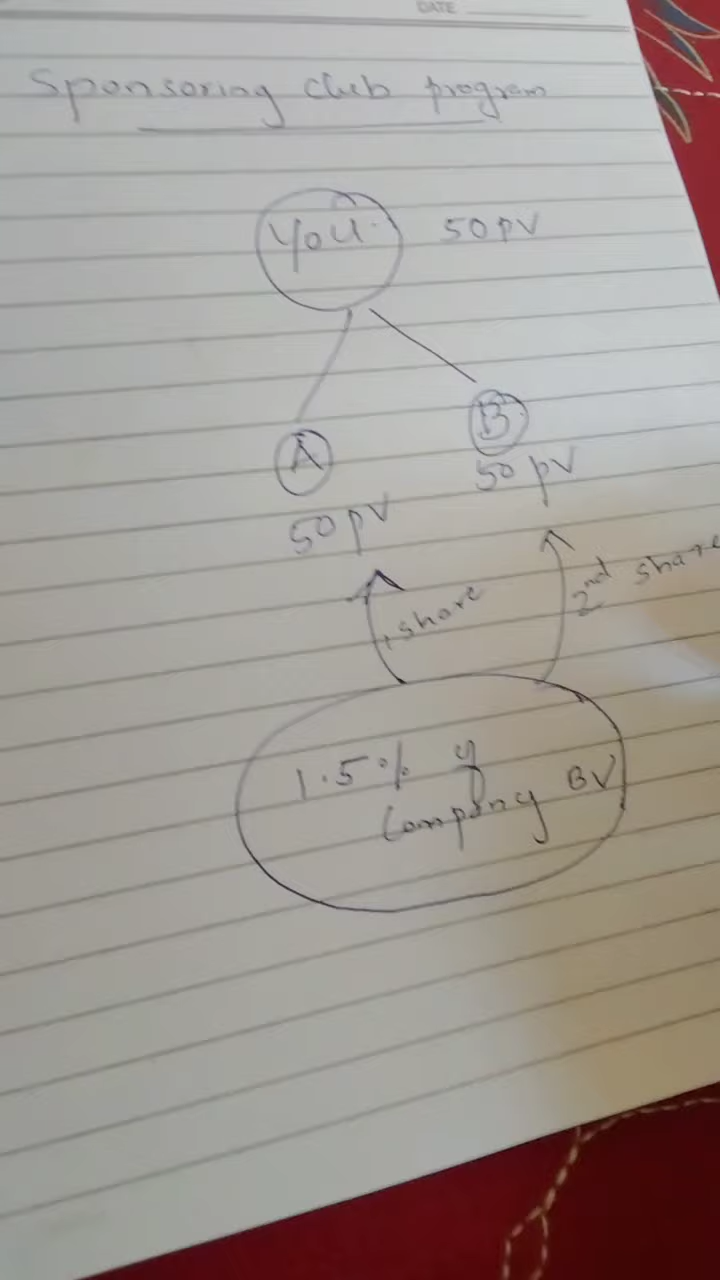 DATE
Sponsoring club program
You 50 PV
A
B
50 PV
50 PV
1 share
2nd share
1.5% of
Company BV